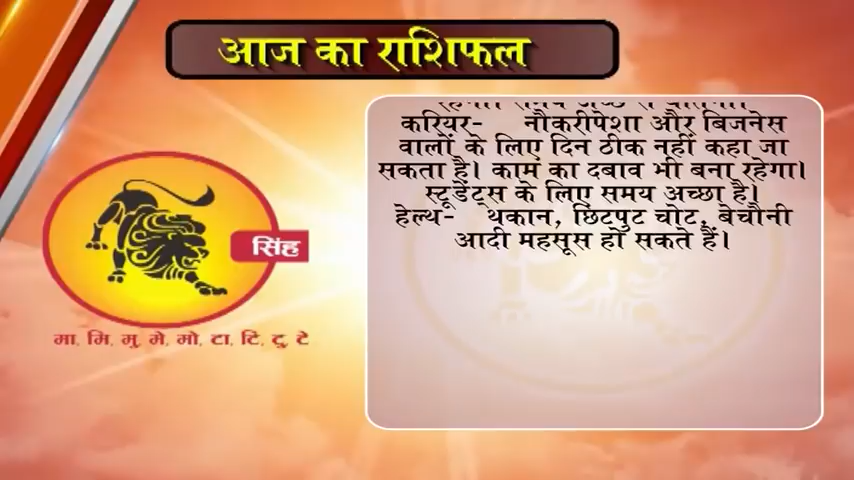 आज का राशिफल
करियर- नौकरीपेशा और बिजनेस
वालों के लिए दिन ठीक नहीं कहा जा
सकता है। काम का दबाव भी बना रहेगा।
स्टूडेंट्स के लिए समय अच्छा है।
हेल्थ- थकान, छिटपुट चोट, बेचौनी
आदी महसूस हो सकते हैं।
सिंह
मा, मि, मु, मे, मो, टा, टि, टु, टे